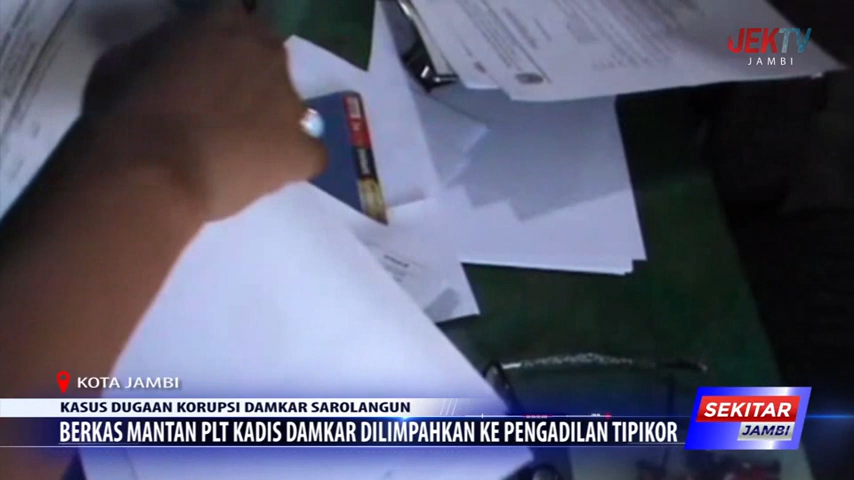 JEKTV
JAMBI
KOTA JAMBI
KASUS DUGAAN KORUPSI DAMKAR SAROLANGUN
BERKAS MANTAN PLT KADIS DAMKAR DILIMPAHKAN KE PENGADILAN TIPIKOR
SEKITAR
JAMBI